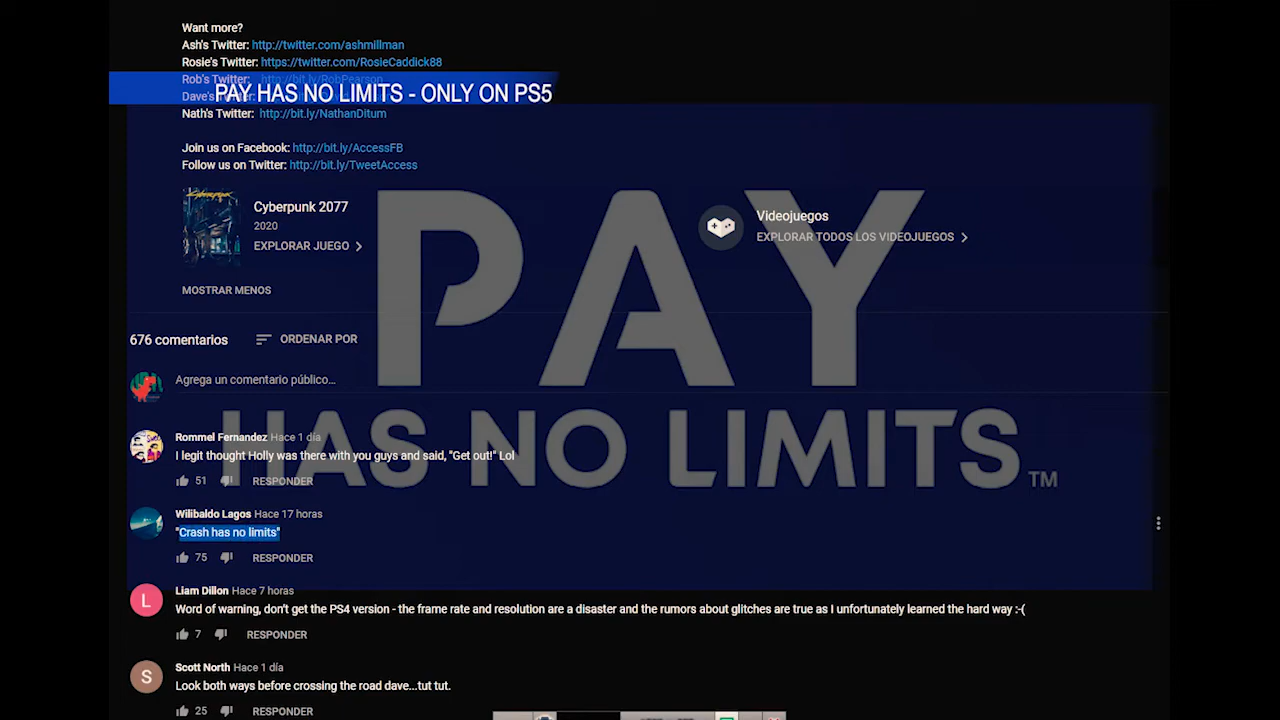 Want more?
Ash's Twitter: http://twitter.com/ashmillman
Rosie's Twitter: https://twitter.com/RosieCaddick88
Rob's Twitter: http://bit.ly/RobPearson
PAY HAS NO LIMITS - ONLY ON PS5
Dave's Twitter:
Nath's Twitter: http://bit.ly/NathanDitum
Join us on Facebook: http://bit.ly/AccessFB
Follow us on Twitter: http://bit.ly/TweetAccess
Cyberpunk 2077
2020
EXPLORAR JUEGO
Videojuegos
EXPLORAR TODOS LOS VIDEOJUEGOS
MOSTRAR MENOS
PAY
HAS NO LIMITS TM
676 comentarios ORDENAR POR
Agrega un comentario público...
Rommel Fernandez Hace 1 día
I legit thought Holly was there with you guys and said, "Get out!" Lol
51 RESPONDER
Wilibaldo Lagos Hace 17 horas
"Crash has no limits"
75 RESPONDER
L
Liam Dillon Hace 7 horas
Word of warning, don't get the PS4 version - the frame rate and resolution are a disaster and the rumors about glitches are true as I unfortunately learned the hard way :-(
7 RESPONDER
S
Scott North Hace 1 día
Look both ways before crossing the road dave...tut tut.
25 RESPONDER